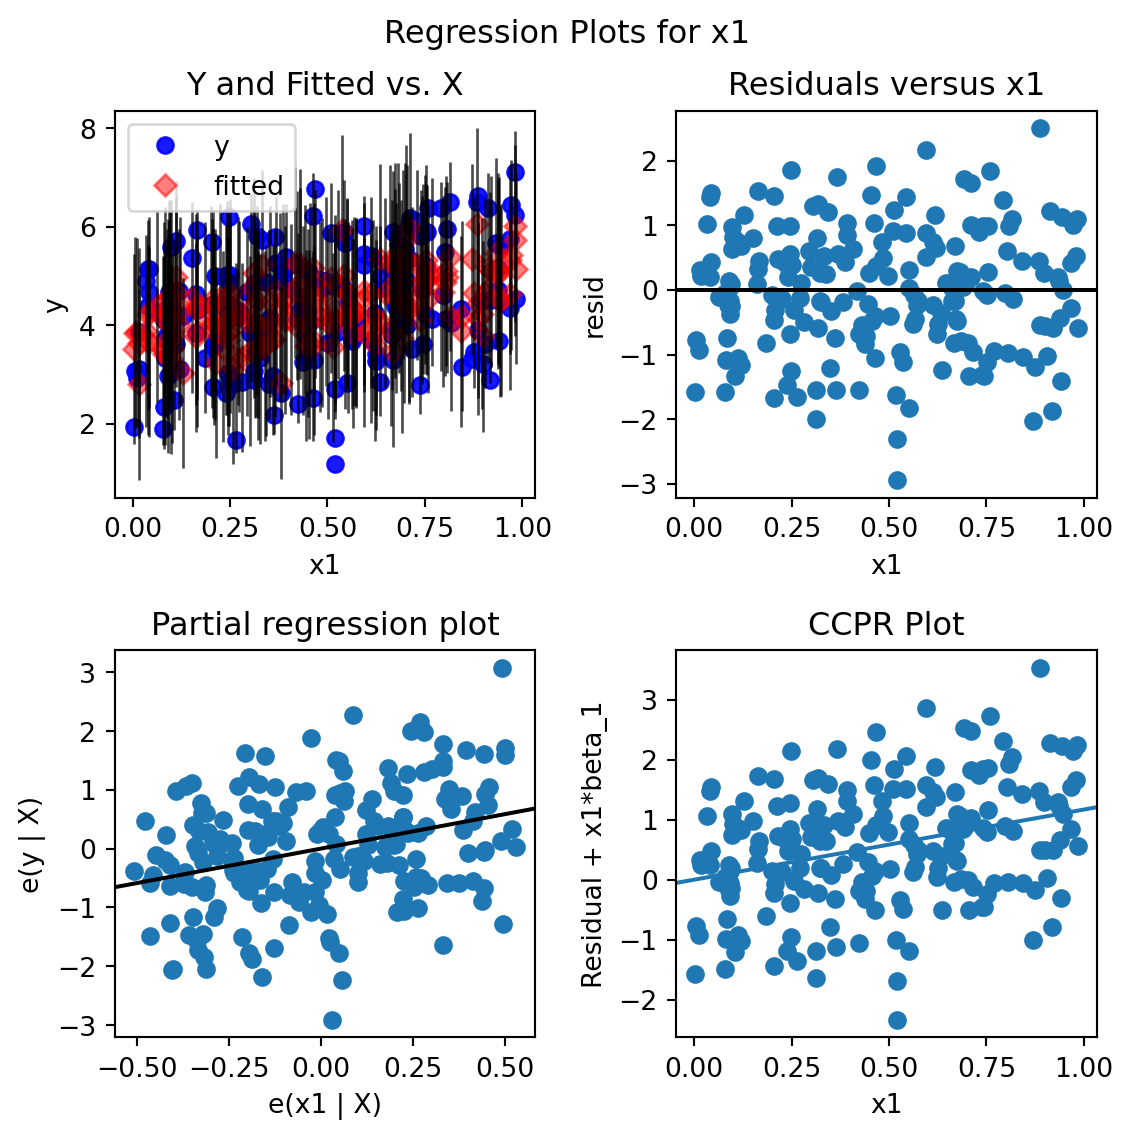 Regression Plots for x1
Y and Fitted vs. X
y
fitted
8
6
4
2
y
0.00 0.25 0.50 0.75 1.00
x1
Residuals versus x1
2
1
0
−1
−2
−3
resid
0.00 0.25 0.50 0.75 1.00
x1
Partial regression plot
3
2
1
0
−1
−2
−3
e(y | X)
−0.50 −0.25 0.00 0.25 0.50
e(x1 | X)
CCPR Plot
3
2
1
0
−1
−2
Residual + x1*beta_1
0.00 0.25 0.50 0.75 1.00
x1